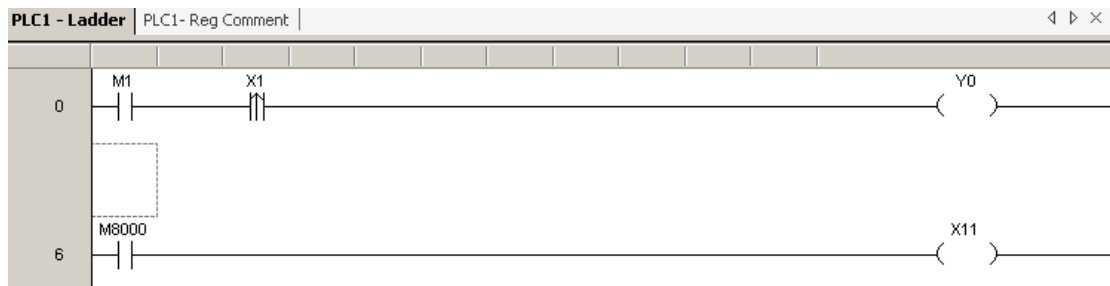 PLC1 - Ladder PLC1- Reg Comment
M1 X1 Y0
0
M8000 X11
6